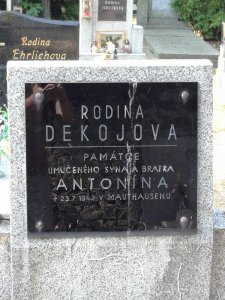 Rodina
Ehrlichova
RODINA
DEKOJOVA
PAMÁTCE
UMUČENÉHO SYNA A BRATRA
ANTONÍNA
† 23.7.1942 V MAUTHAUSENU